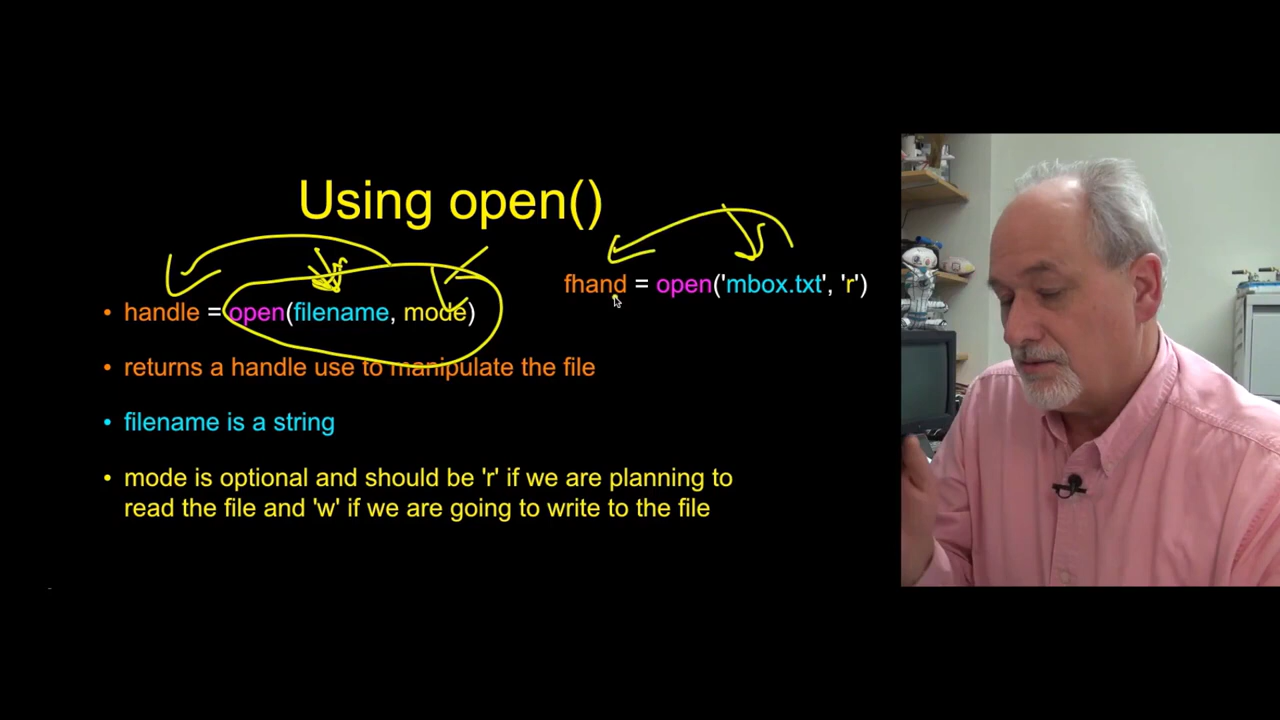 Using open()
fhand = open('mbox.txt', 'r')
• handle = open(filename, mode)
• returns a handle use to manipulate the file
• filename is a string
• mode is optional and should be 'r' if we are planning to
read the file and 'w' if we are going to write to the file